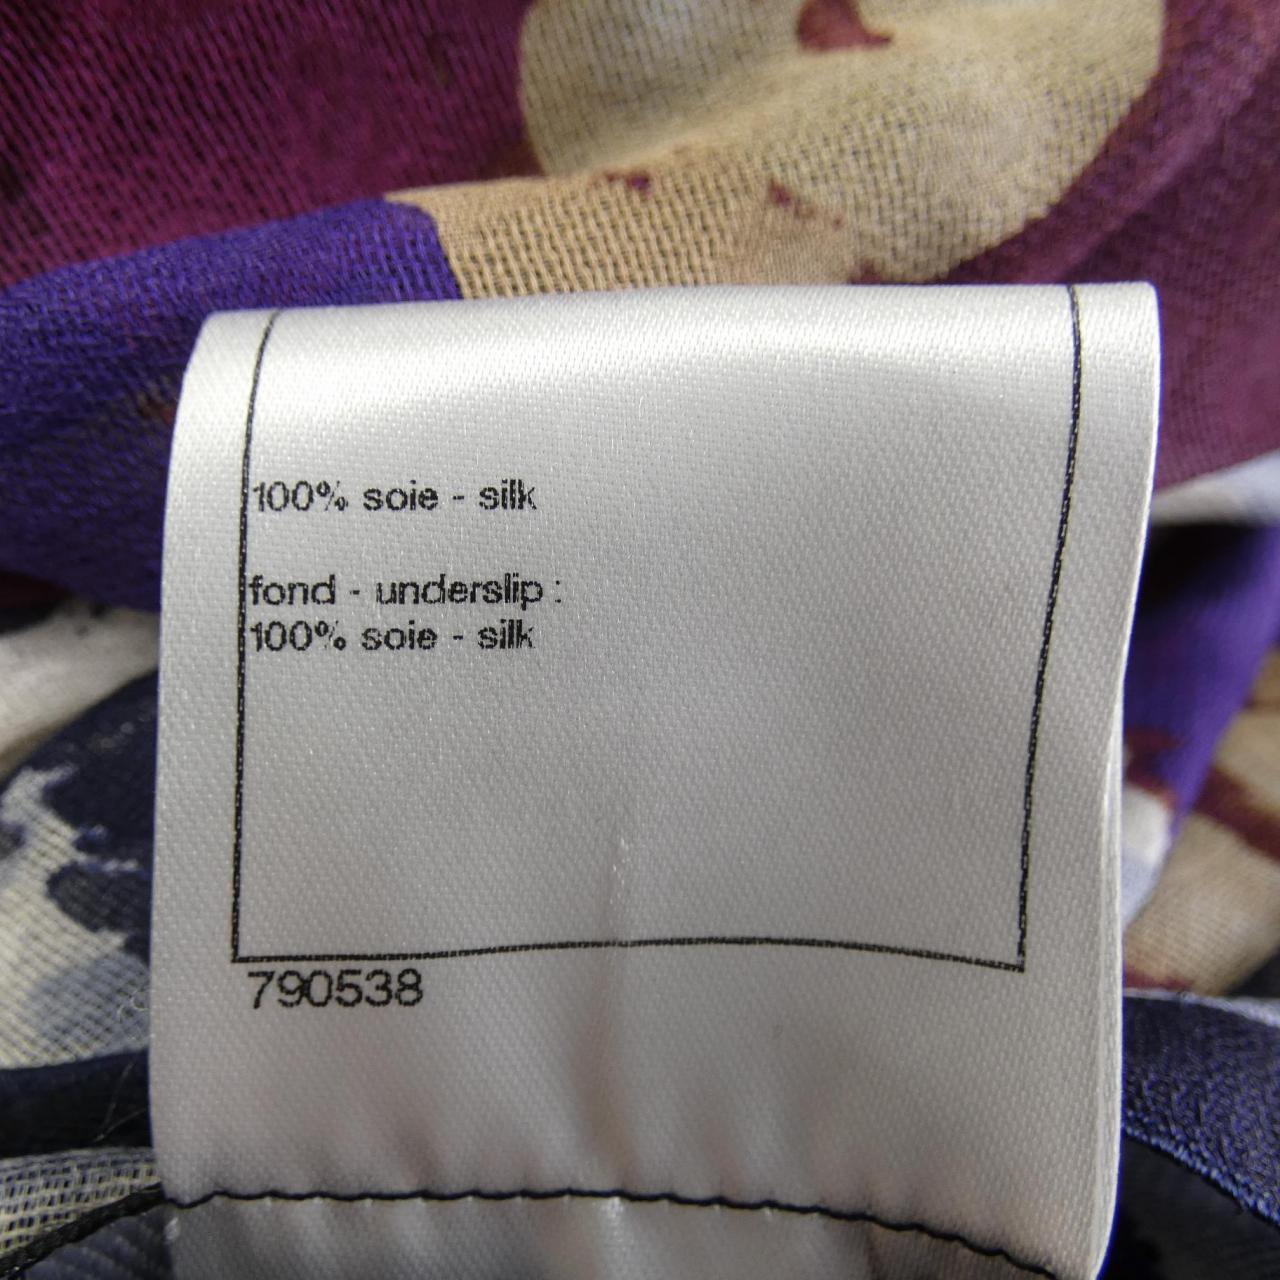 100% soie - silk
fond - underslip :
100% soie - silk
790538